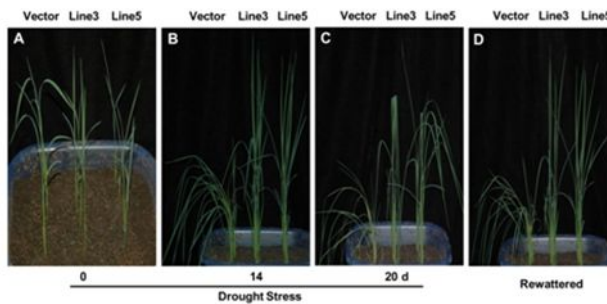 Vector Line3 Line5 Vector Line3 Line5 Vector Line3 Line5 Vector Line3 Line5
A B C D
0 14 20 d Rewattered
Drought Stress